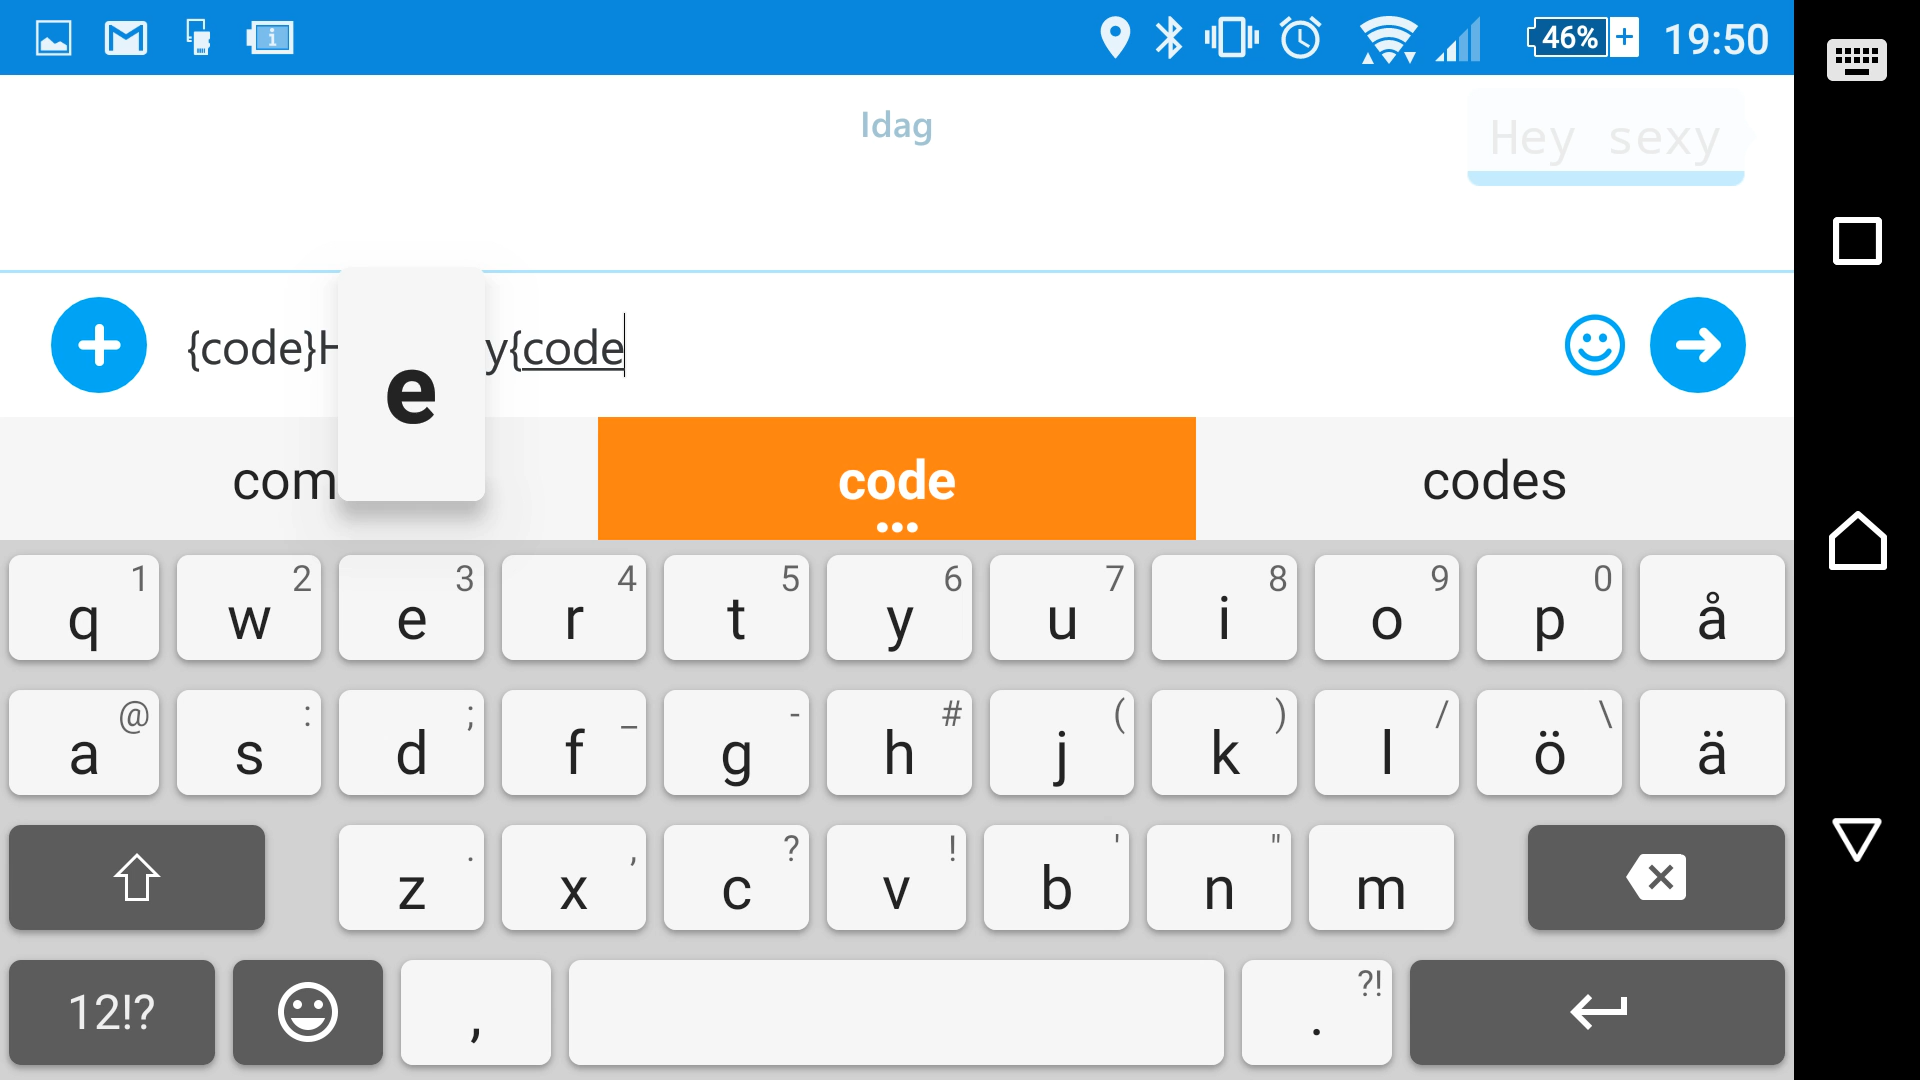 46% + 19:50
Idag
Hey sexy
{code}H y{code
e
com code codes
1 2 3 4 5 6 7 8 9 0
q w e r t y u i o p å
@ : ; _ - # ( ) / \
a s d f g h j k l ö ä
. , ? ! ' "
z x c v b n m
?!
12!? , .